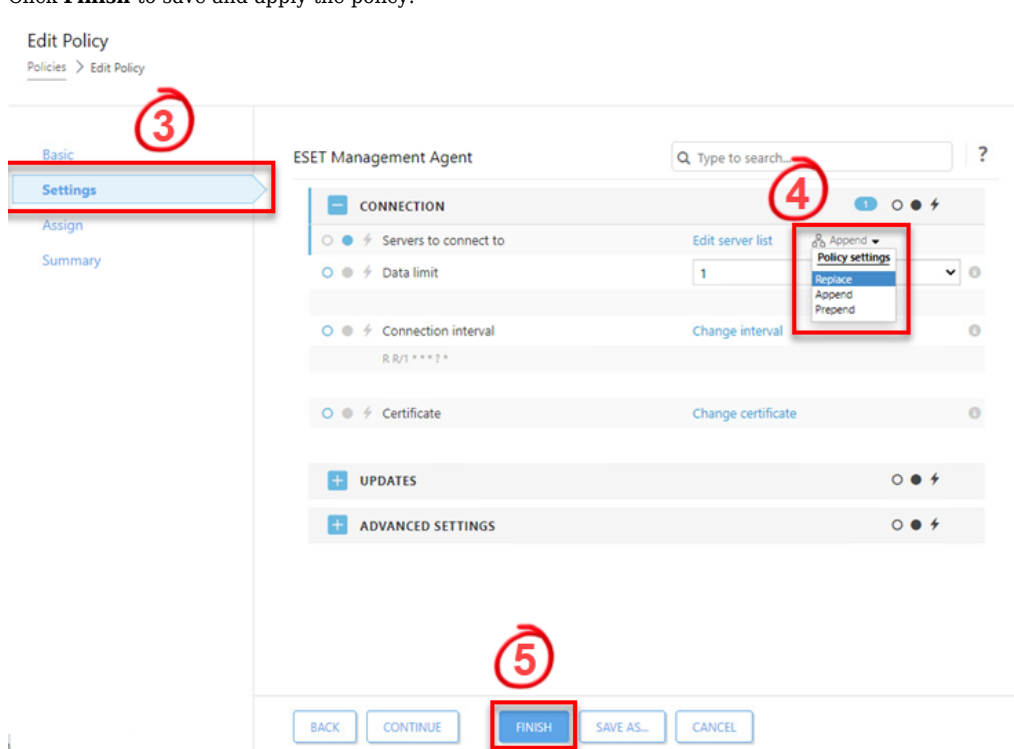 Click Finish to save and apply the policy.
Edit Policy
Policies > Edit Policy
3
Basic
Settings
Assign
Summary
ESET Management Agent
Type to search...
?
4
CONNECTION
1
Servers to connect to
Edit server list
Append
Policy settings
Replace
Append
Prepend
Data limit
1
Connection interval
Change interval
R R/1 * * * ? *
Certificate
Change certificate
UPDATES
ADVANCED SETTINGS
5
BACK
CONTINUE
FINISH
SAVE AS...
CANCEL